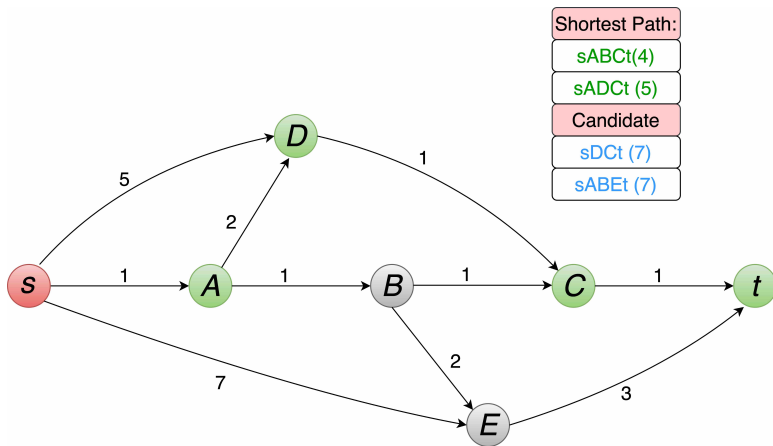 Shortest Path:
sABCt(4)
sADCt (5)
Candidate
sDCt (7)
sABEt (7)
D
5
1
2
s
1
A
1
B
1
C
1
t
2
7
3
E